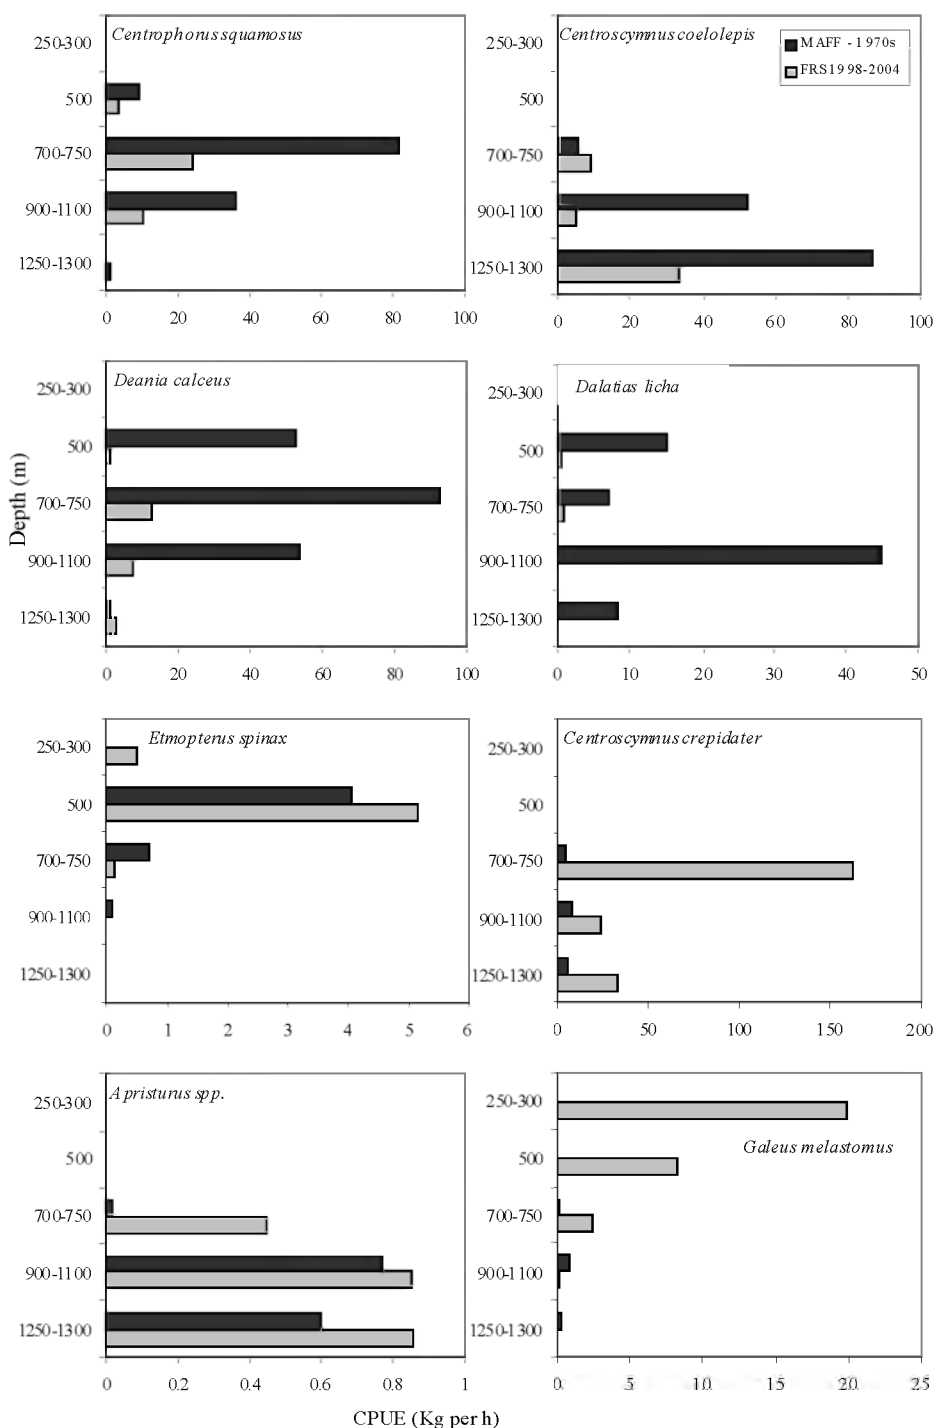 Centrophorus squamosus
250-300
500
700-750
900-1100
1250-1300
0 20 40 60 80 100
Centroscymnus coelolepis
MAFF - 1970s
FRS1998-2004
250-300
500
700-750
900-1100
1250-1300
0 20 40 60 80 100
Depth (m)
Deania calceus
250-300
500
700-750
900-1100
1250-1300
0 20 40 60 80 100
Dalatias licha
250-300
500
700-750
900-1100
1250-1300
0 10 20 30 40 50
Etmopterus spinax
250-300
500
700-750
900-1100
1250-1300
0 1 2 3 4 5 6
Centroscymnus crepidater
250-300
500
700-750
900-1100
1250-1300
0 50 100 150 200
Apristurus spp.
250-300
500
700-750
900-1100
1250-1300
0 0.2 0.4 0.6 0.8 1
Galeus melastomus
250-300
500
700-750
900-1100
1250-1300
0 5 10 15 20 25
CPUE (Kg per h)